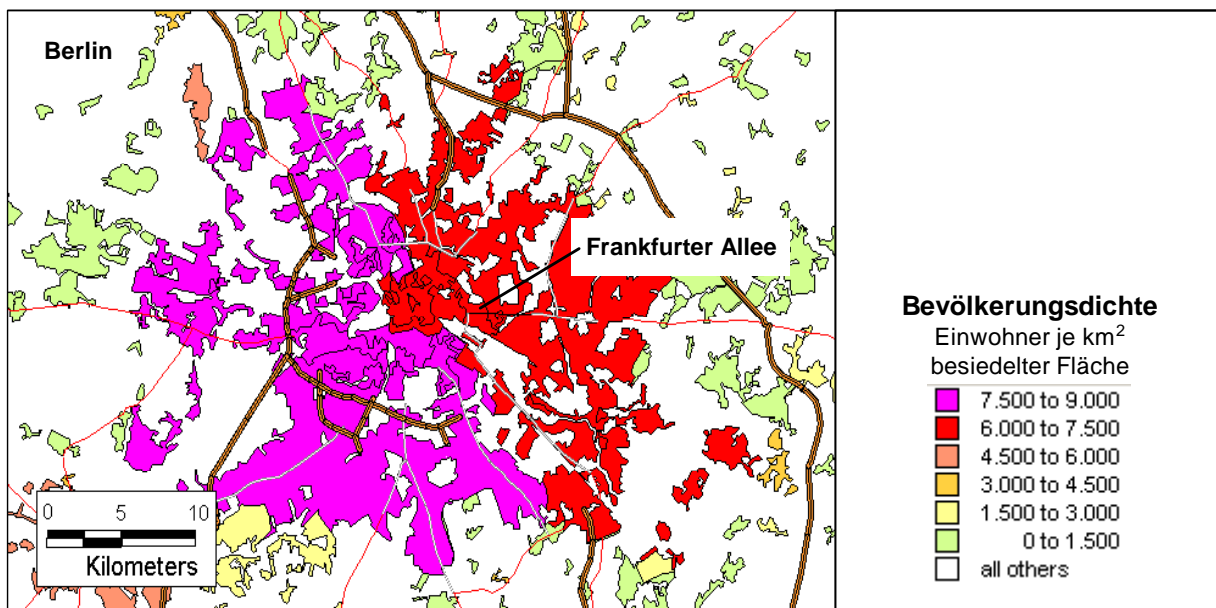 Berlin
Frankfurter Allee
0 5 10
Kilometers
Bevölkerungsdichte
Einwohner je km²
besiedelter Fläche
7.500 to 9.000
6.000 to 7.500
4.500 to 6.000
3.000 to 4.500
1.500 to 3.000
0 to 1.500
all others